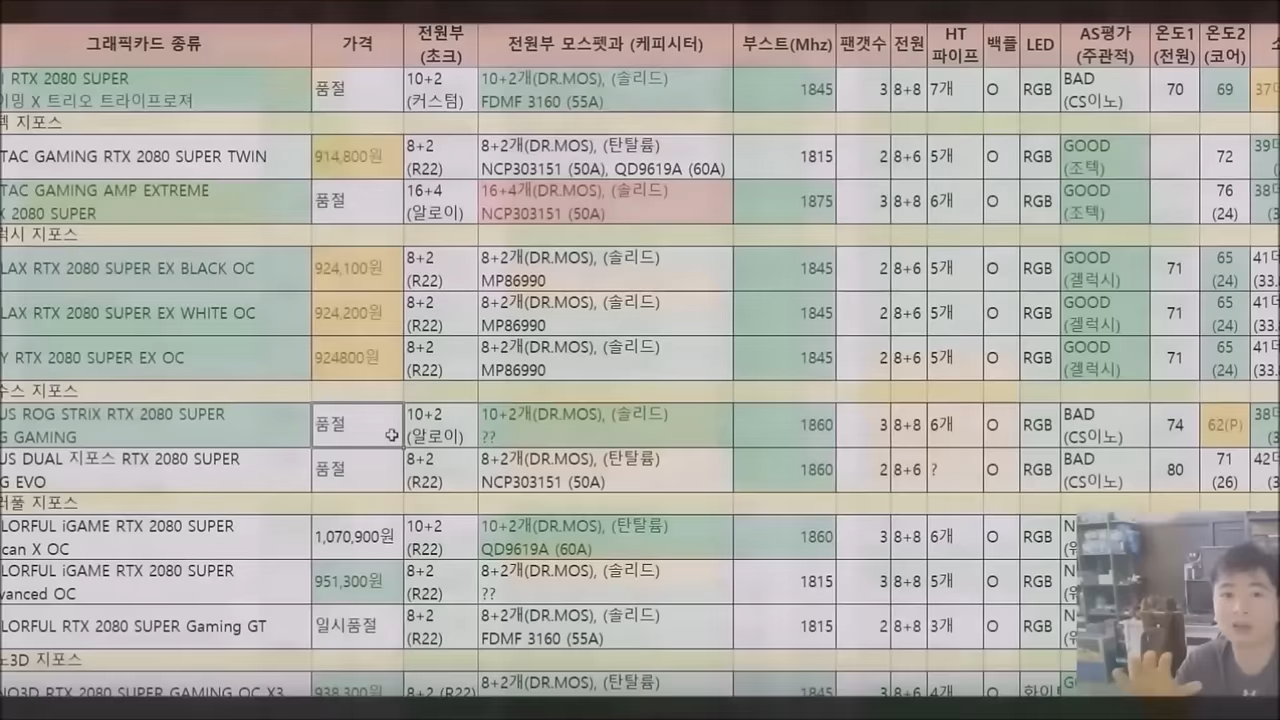 그래픽카드 종류 가격 전원부 (초크) 전원부 모스펫과 (케피시터) 부스트(Mhz) 팬갯수 전원 HT 파이프 백플 LED AS평가 (주관적) 온도1 (전원) 온도2 (코어)
RTX 2080 SUPER 품절 10+2 10+2개(DR.MOS), (솔리드) 1845 3 8+8 7개 O RGB BAD 70 69
X 트리오 트라이프로져 (커스텀) FDMF 3160 (55A) (CS이노)
지포스
TAC GAMING RTX 2080 SUPER TWIN 914,800원 8+2 8+2개(DR.MOS), (탄탈륨) 1815 2 8+6 5개 O RGB GOOD 72
(R22) NCP303151 (50A), QD9619A (60A) (조텍)
TAC GAMING AMP EXTREME 품절 16+4 16+4개(DR.MOS), (솔리드) 1875 3 8+8 6개 O RGB GOOD 76
2080 SUPER (알로이) NCP303151 (50A) (조텍) (24)
지포스
LAX RTX 2080 SUPER EX BLACK OC 924,100원 8+2 8+2개(DR.MOS), (솔리드) 1845 2 8+6 5개 O RGB GOOD 71 65
(R22) MP86990 (갤럭시) (24)
LAX RTX 2080 SUPER EX WHITE OC 924,200원 8+2 8+2개(DR.MOS), (솔리드) 1845 2 8+6 5개 O RGB GOOD 71 65
(R22) MP86990 (갤럭시) (24)
Y RTX 2080 SUPER EX OC 924800원 8+2 8+2개(DR.MOS), (솔리드) 1845 2 8+6 5개 O RGB GOOD 71 65
(R22) MP86990 (갤럭시) (24)
지포스
US ROG STRIX RTX 2080 SUPER 품절 10+2 10+2개(DR.MOS), (솔리드) 1860 3 8+8 6개 O RGB BAD 74 62(P)
G GAMING (알로이) ?? (CS이노)
US DUAL 지포스 RTX 2080 SUPER 품절 8+2 8+2개(DR.MOS), (탄탈륨) 1860 2 8+6 ? O RGB BAD 80 71
G EVO (R22) NCP303151 (50A) (CS이노) (26)
러풀 지포스
LORFUL iGAME RTX 2080 SUPER 1,070,900원 10+2 10+2개(DR.MOS), (탄탈륨) 1860 3 8+8 6개 O RGB
can X OC (R22) QD9619A (60A)
LORFUL iGAME RTX 2080 SUPER 951,300원 8+2 8+2개(DR.MOS), (솔리드) 1815 3 8+8 5개 O RGB
vanced OC (R22) ??
LORFUL RTX 2080 SUPER Gaming GT 일시품절 8+2 8+2개(DR.MOS), (솔리드) 1815 2 8+8 3개 O RGB
(R22) FDMF 3160 (55A)
3D 지포스
NO3D RTX 2080 SUPER GAMING OC X3 938,300원 8+2 (R22) 8+2개(DR.MOS), (탄탈륨) 1845 3 8+6 4개 O